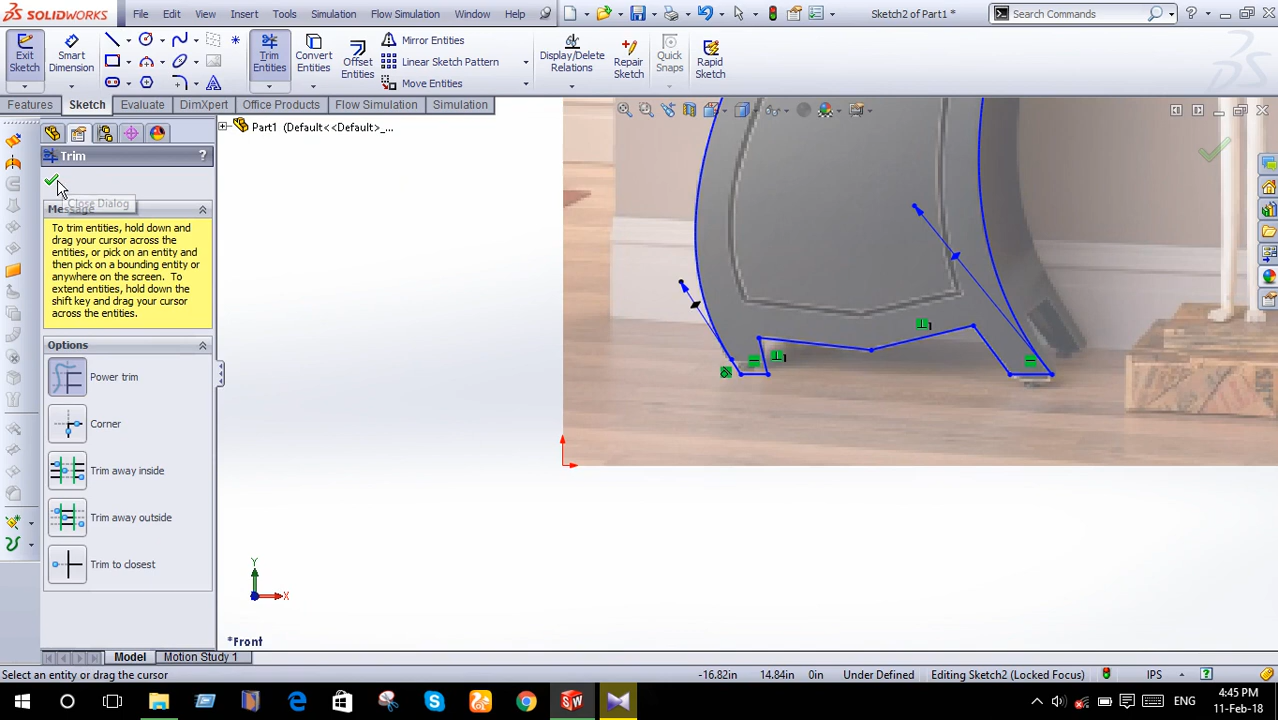 SOLIDWORKS
File Edit View Insert Tools Simulation Flow Simulation Window Help
Sketch2 of Part1 *
Search Commands
Exit Sketch
Smart Dimension
Trim Entities
Convert Entities
Offset Entities
Mirror Entities
Linear Sketch Pattern
Move Entities
Display/Delete Relations
Repair Sketch
Quick Snaps
Rapid Sketch
Features Sketch Evaluate DimXpert Office Products Flow Simulation Simulation
Part1 (Default<<Default>_...
Trim ?
Close Dialog
Message
To trim entities, hold down and
drag your cursor across the
entities, or pick on an entity and
then pick on a bounding entity or
anywhere on the screen. To
extend entities, hold down the
shift key and drag your cursor
across the entities.
Options
Power trim
Corner
Trim away inside
Trim away outside
Trim to closest
1
1
Y
X
*Front
Model Motion Study 1
Select an entity or drag the cursor
-16.82in 14.84in 0in Under Defined Editing Sketch2 (Locked Focus) IPS
ENG
4:45 PM
11-Feb-18